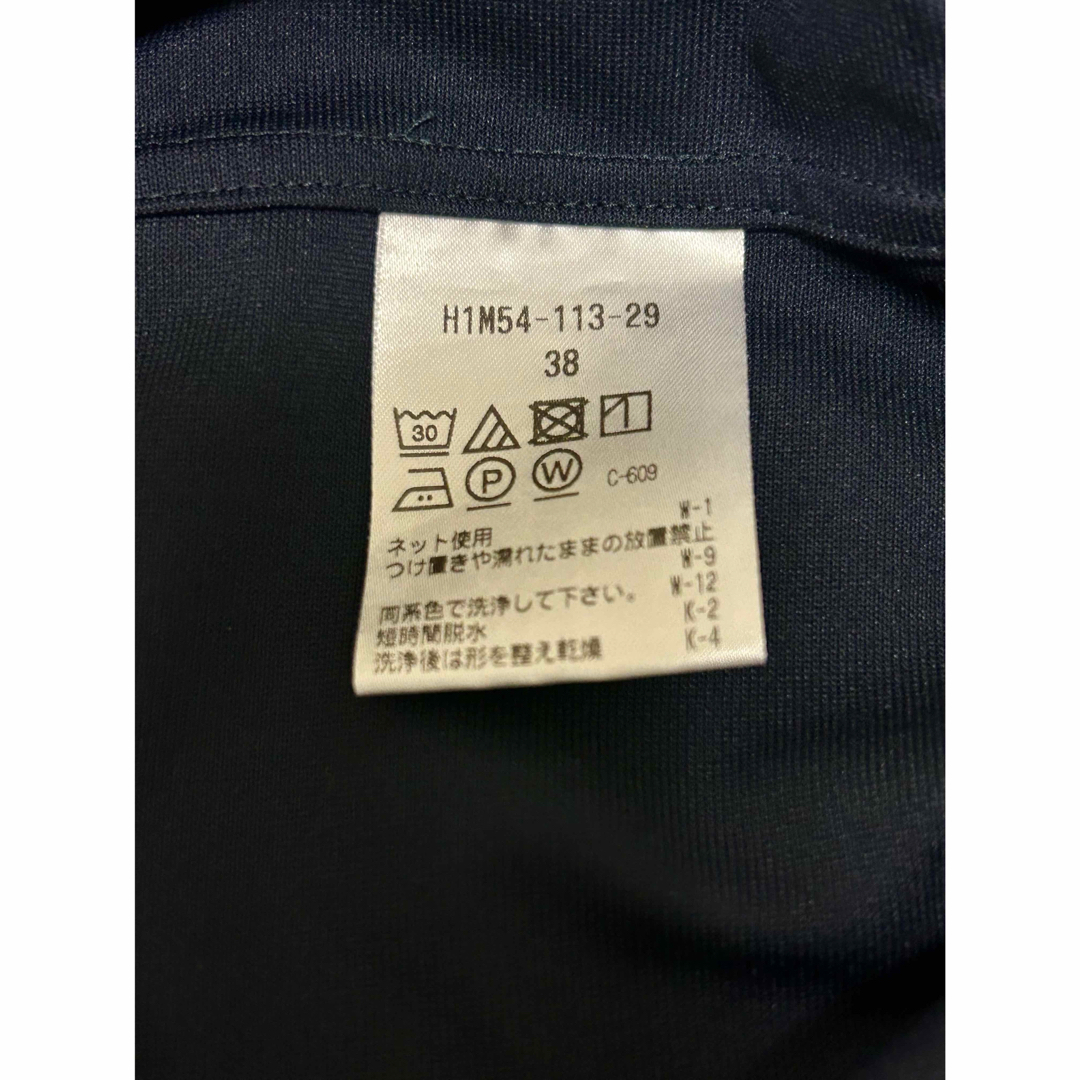 H1M54-113-29
38
30
P W C-609
W-1
ネット使用
つけ置きや濡れたままの放置禁止
W-9
W-12
同系色で洗浄して下さい。
K-2
短時間脱水
K-4
洗浄後は形を整え乾燥